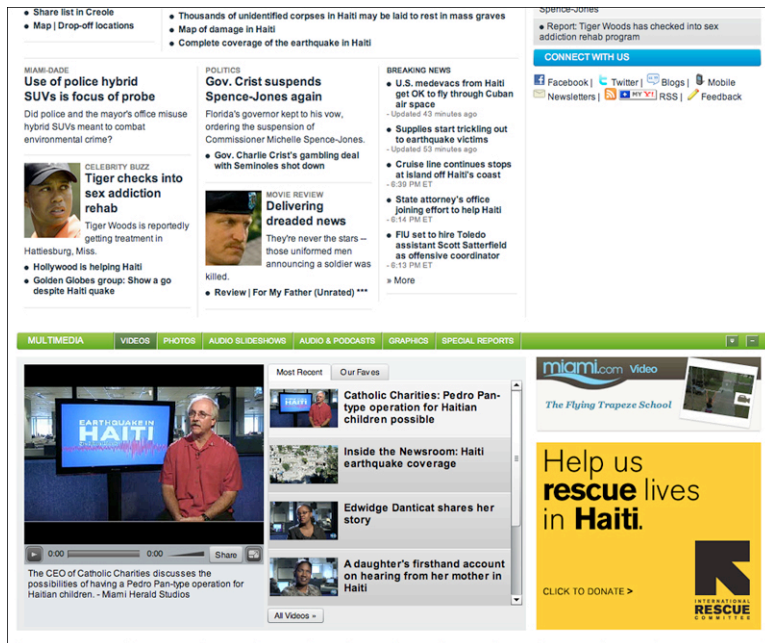 Share list in Creole
Map | Drop-off locations
Thousands of unidentified corpses in Haiti may be laid to rest in mass graves
Map of damage in Haiti
Complete coverage of the earthquake in Haiti
Spence-Jones
Report: Tiger Woods has checked into sex
addiction rehab program
CONNECT WITH US
Facebook | Twitter | Blogs | Mobile
Newsletters | MY Y! RSS | Feedback
MIAMI-DADE
Use of police hybrid
SUVs is focus of probe
Did police and the mayor's office misuse
hybrid SUVs meant to combat
environmental crime?
CELEBRITY BUZZ
Tiger checks into
sex addiction
rehab
Tiger Woods is reportedly
getting treatment in
Hattiesburg, Miss.
Hollywood is helping Haiti
Golden Globes group: Show a go
despite Haiti quake
POLITICS
Gov. Crist suspends
Spence-Jones again
Florida's governor kept to his vow,
ordering the suspension of
Commissioner Michelle Spence-Jones.
Gov. Charlie Crist's gambling deal
with Seminoles shot down
MOVIE REVIEW
Delivering
dreaded news
They're never the stars --
those uniformed men
announcing a soldier was
killed.
Review | For My Father (Unrated) ***
BREAKING NEWS
U.S. medevacs from Haiti
get OK to fly through Cuban
air space
- Updated 43 minutes ago
Supplies start trickling out
to earthquake victims
- Updated 53 minutes ago
Cruise line continues stops
at island off Haiti's coast
- 6:39 PM ET
State attorney's office
joining effort to help Haiti
- 6:14 PM ET
FIU set to hire Toledo
assistant Scott Satterfield
as offensive coordinator
- 6:13 PM ET
» More
MULTIMEDIA VIDEOS PHOTOS AUDIO SLIDESHOWS AUDIO & PODCASTS GRAPHICS SPECIAL REPORTS
EARTHQUAKE IN
HAITI
0:00 0:00 Share
The CEO of Catholic Charities discusses the
possibilities of having a Pedro Pan-type operation for
Haitian children. - Miami Herald Studios
Most Recent Our Faves
Catholic Charities: Pedro Pan-
type operation for Haitian
children possible
Inside the Newsroom: Haiti
earthquake coverage
Edwidge Danticat shares her
story
A daughter's firsthand account
on hearing from her mother in
Haiti
All Videos »
miami.com Video
The Flying Trapeze School
Help us
rescue lives
in Haiti.
CLICK TO DONATE >
INTERNATIONAL
RESCUE
COMMITTEE